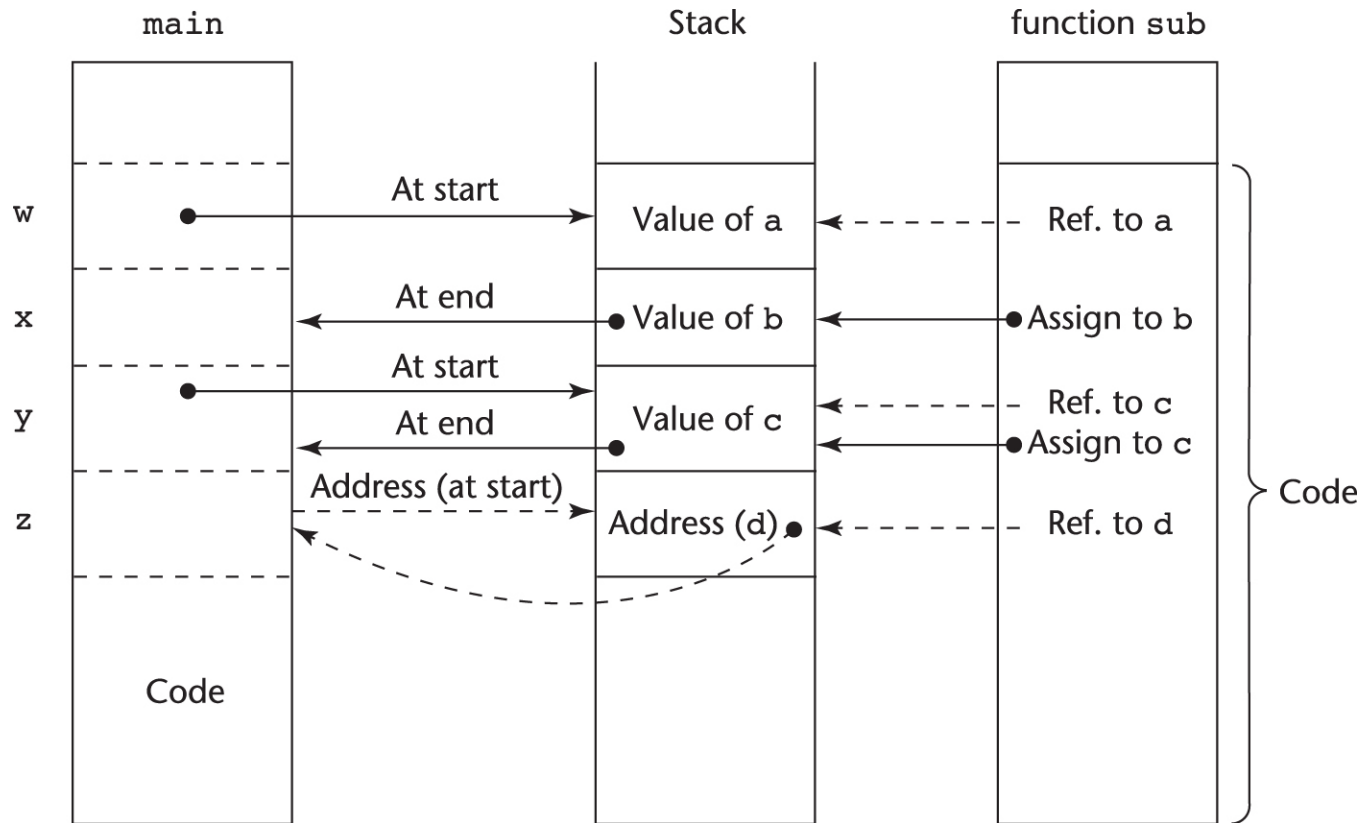 main
Stack
function sub
w
At start
Value of a
Ref. to a
x
At end
Value of b
Assign to b
y
At start
At end
Value of c
Ref. to c
Assign to c
z
Address (at start)
Address (d)
Ref. to d
Code
Code